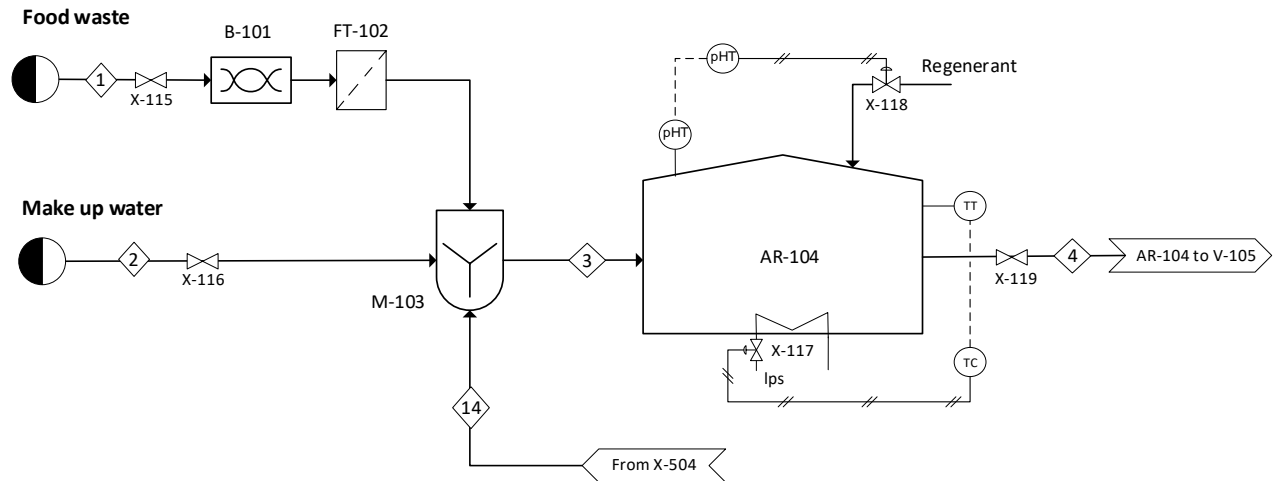 Food waste
B-101
FT-102
1
X-115
pHT
pHT
Regenerant
X-118
Make up water
2
X-116
M-103
3
AR-104
TT
X-119
4
AR-104 to V-105
X-117
lps
TC
14
From X-504